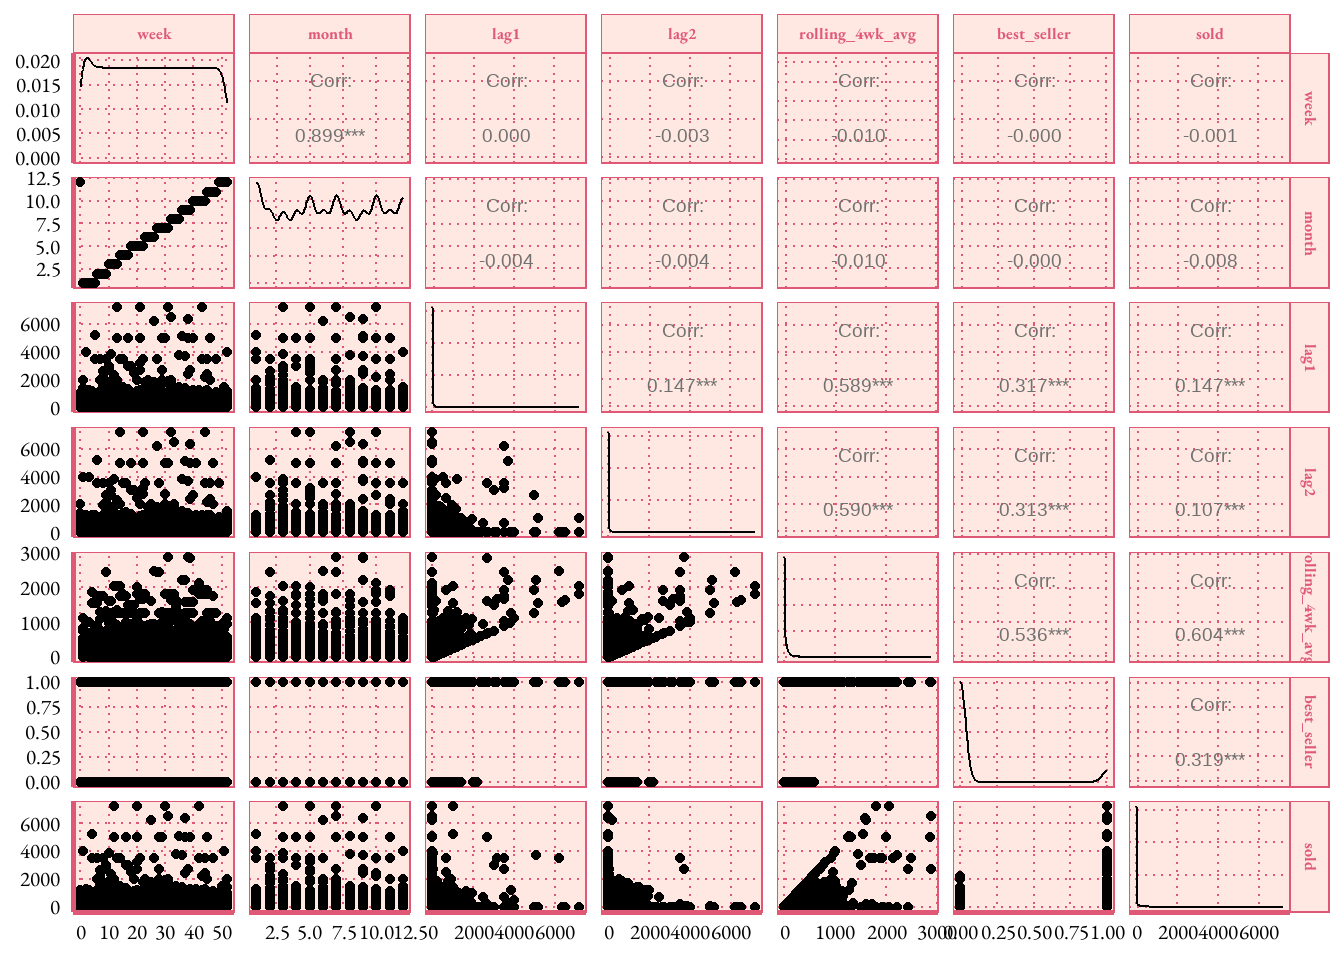 week month lag1 lag2 rolling_4wk_avg best_seller sold
0.020
0.015
0.010
0.005
0.000
Corr: Corr: Corr: Corr: Corr: Corr:
0.899*** 0.000 -0.003 -0.010 -0.000 -0.001
week
12.5
10.0
7.5
5.0
2.5
Corr: Corr: Corr: Corr: Corr:
-0.004 -0.004 -0.010 -0.000 -0.008
month
6000
4000
2000
0
Corr: Corr: Corr: Corr:
0.147*** 0.589*** 0.317*** 0.147***
lag1
6000
4000
2000
0
Corr: Corr: Corr:
0.590*** 0.313*** 0.107***
lag2
3000
2000
1000
0
Corr: Corr:
0.536*** 0.604***
olling_4wk_avg
1.00
0.75
0.50
0.25
0.00
Corr:
0.319***
best_seller
6000
4000
2000
0
sold
0 10 20 30 40 50 2.5 5.0 7.5 10.0 12.5 0 2000 4000 6000 0 2000 4000 6000 0 1000 2000 3000 0.00 0.25 0.50 0.75 1.00 0 2000 4000 6000